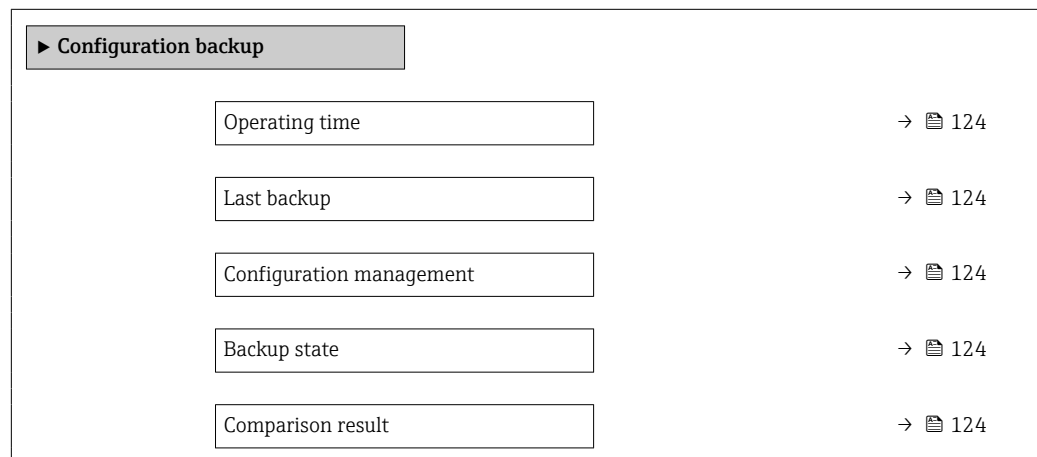 ▶ Configuration backup
Operating time → 124
Last backup → 124
Configuration management → 124
Backup state → 124
Comparison result → 124